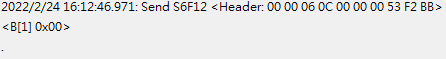 2022/2/24 16:12:46.971: Send S6F12 <Header: 00 00 06 0C 00 00 00 53 F2 BB>
<B[1] 0x00>
.